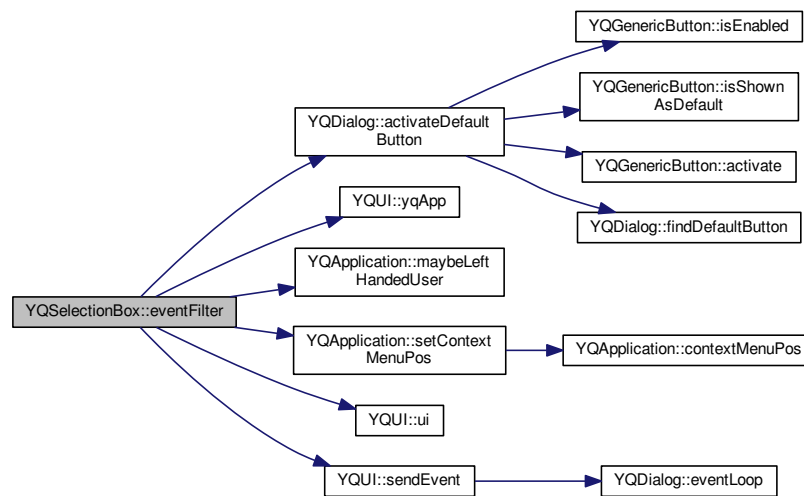 YQGenericButton::isEnabled
YQGenericButton::isShown
AsDefault
YQDialog::activateDefault
Button
YQGenericButton::activate
YQUI::yqApp
YQDialog::findDefaultButton
YQApplication::maybeLeft
HandedUser
YQSelectionBox::eventFilter
YQApplication::setContext
MenuPos
YQApplication::contextMenuPos
YQUI::ui
YQUI::sendEvent
YQDialog::eventLoop